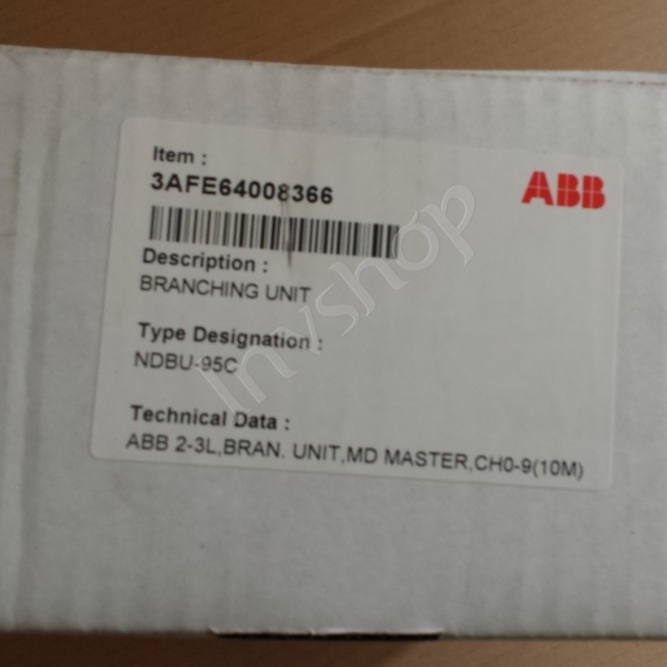 Item :
3AFE64008366
ABB
Description :
BRANCHING UNIT
Type Designation :
NDBU-95C
Technical Data :
ABB 2-3L,BRAN. UNIT,MD MASTER,CH0-9(10M)
Invshop